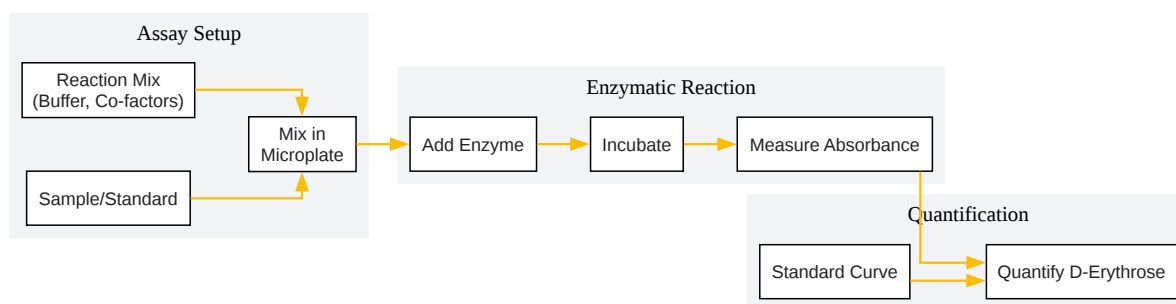 Assay Setup
Reaction Mix
(Buffer, Co-factors)
Mix in
Microplate
Sample/Standard
Enzymatic Reaction
Add Enzyme
Incubate
Measure Absorbance
Quantification
Standard Curve
Quantify D-Erythrose